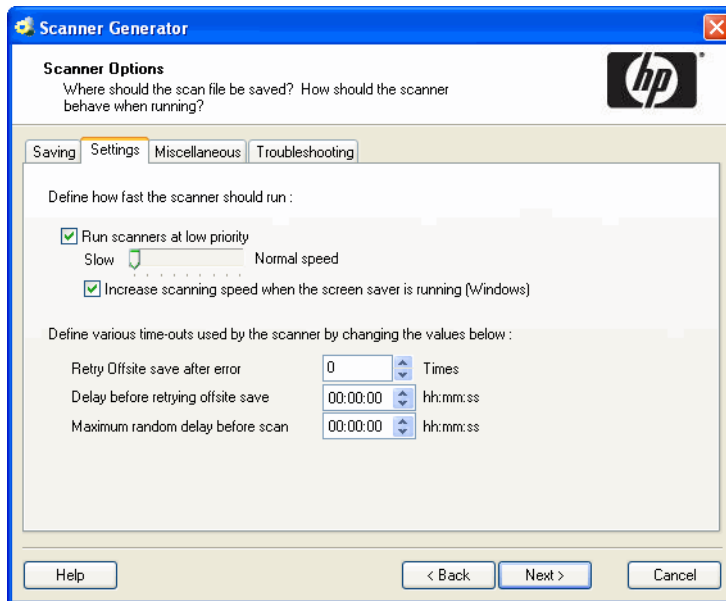 Scanner Generator
Scanner Options
Where should the scan file be saved? How should the scanner
behave when running?
hp
Saving Settings Miscellaneous Troubleshooting
Define how fast the scanner should run :
Run scanners at low priority
Slow Normal speed
Increase scanning speed when the screen saver is running (Windows)
Define various time-outs used by the scanner by changing the values below :
Retry Offsite save after error 0 Times
Delay before retrying offsite save 00:00:00 hh:mm:ss
Maximum random delay before scan 00:00:00 hh:mm:ss
Help < Back Next > Cancel